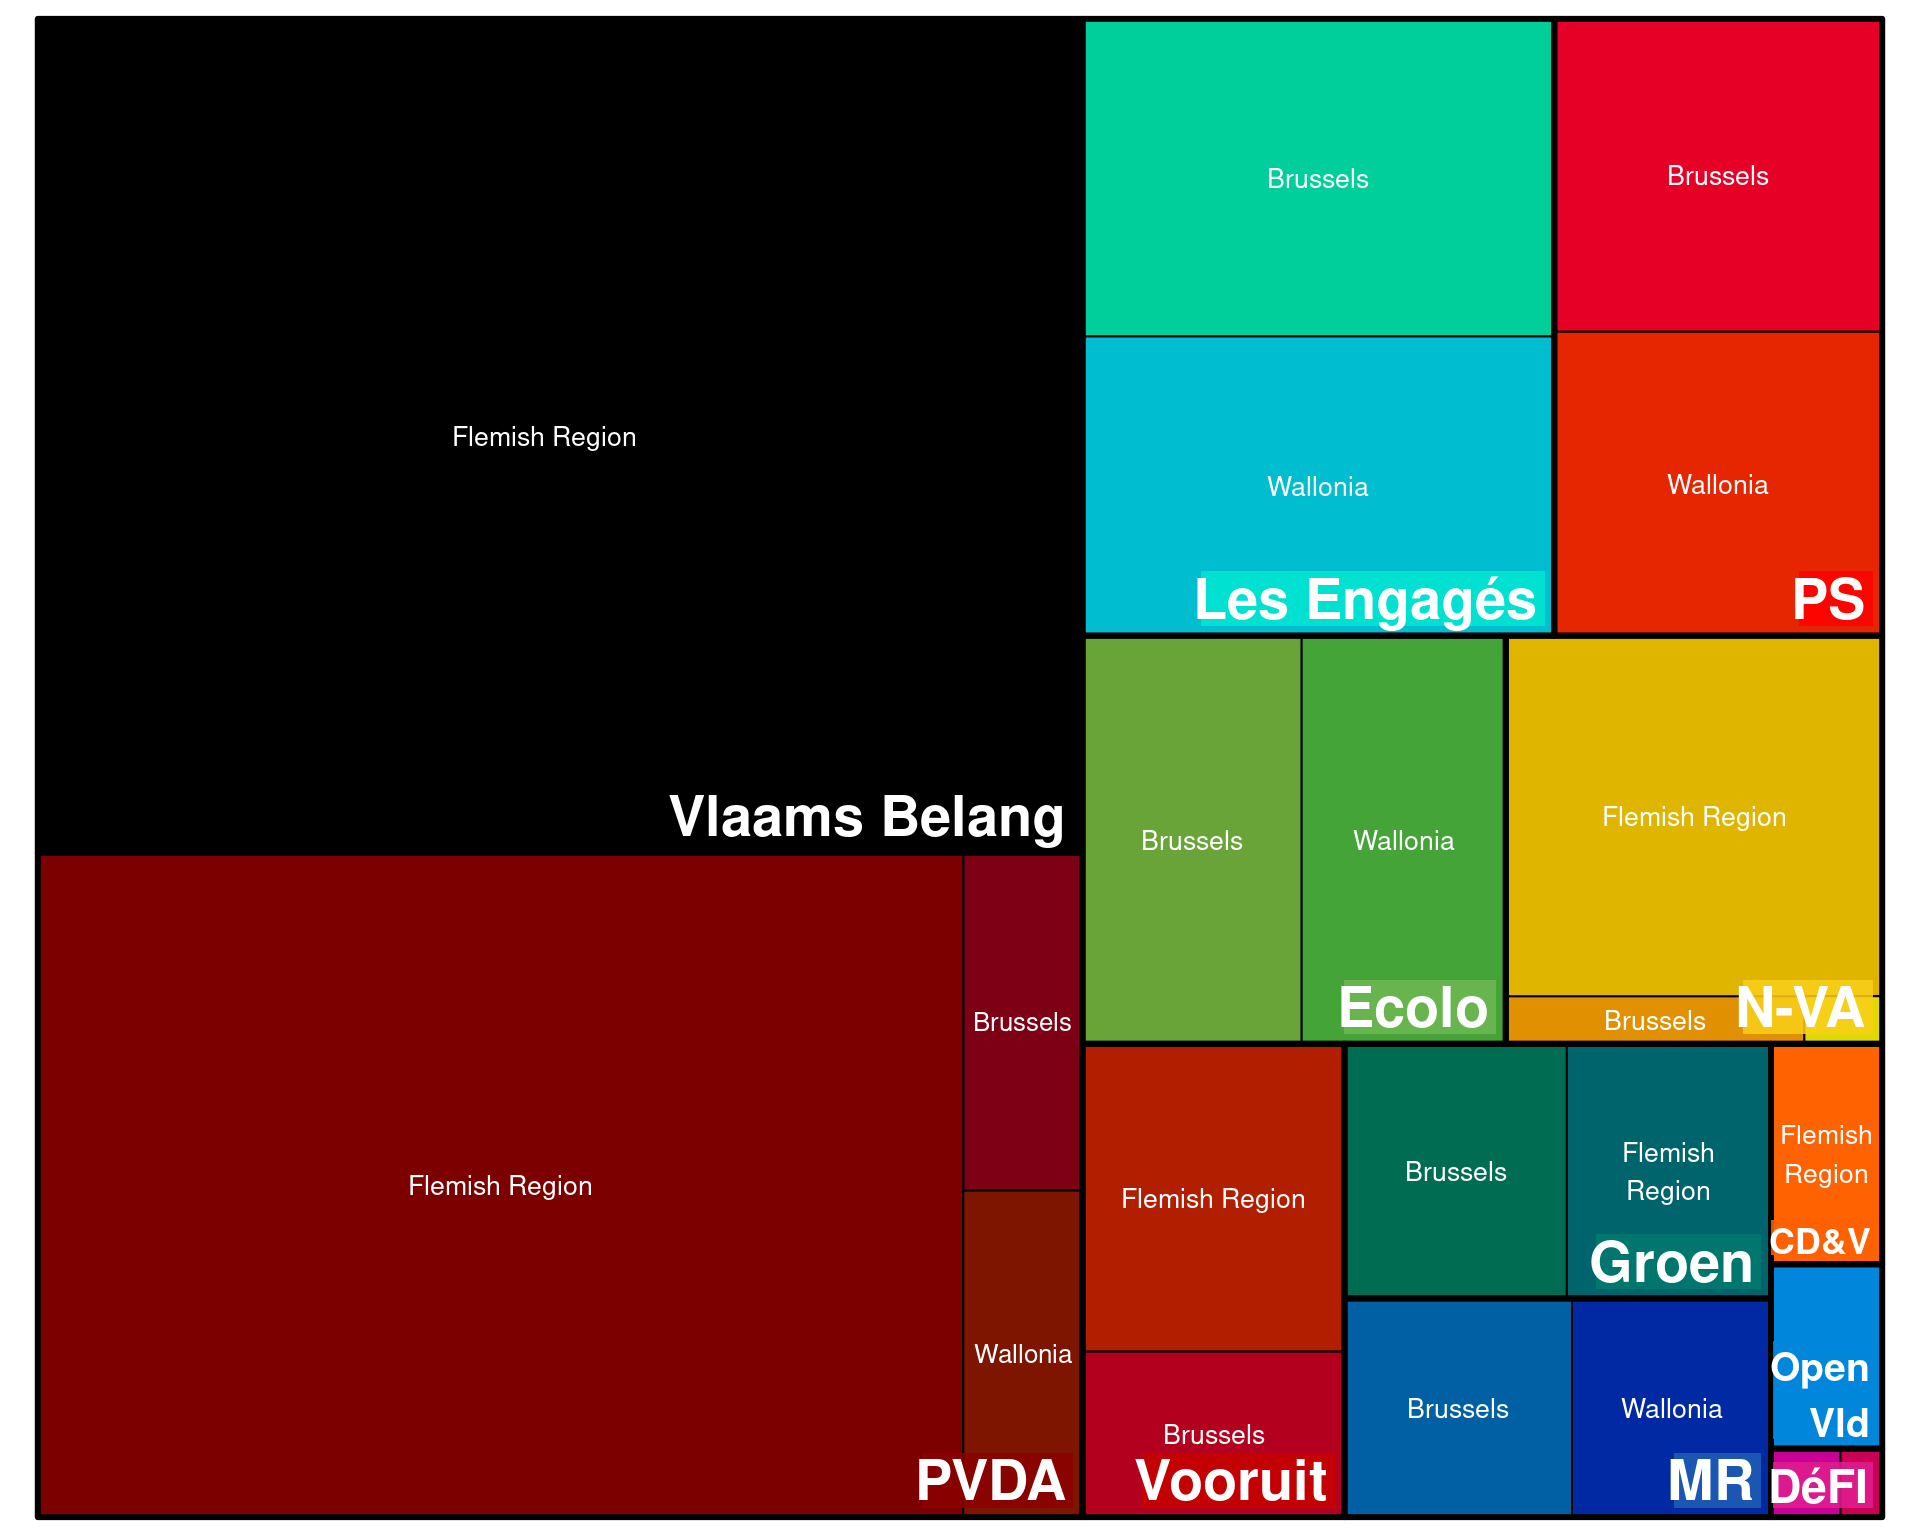 Flemish Region
Vlaams Belang
Flemish Region
Brussels
Wallonia
PVDA
Brussels
Wallonia
Les Engagés
Brussels
Wallonia
PS
Brussels
Wallonia
Ecolo
Flemish Region
Brussels
N-VA
Flemish Region
Brussels
Vooruit
Brussels
Flemish
Region
Groen
Brussels
Wallonia
MR
Flemish
Region
CD&V
Open
Vld
DéFI